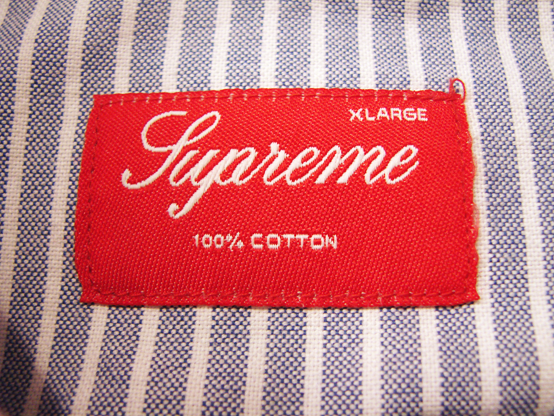 XLARGE
Supreme
100% COTTON